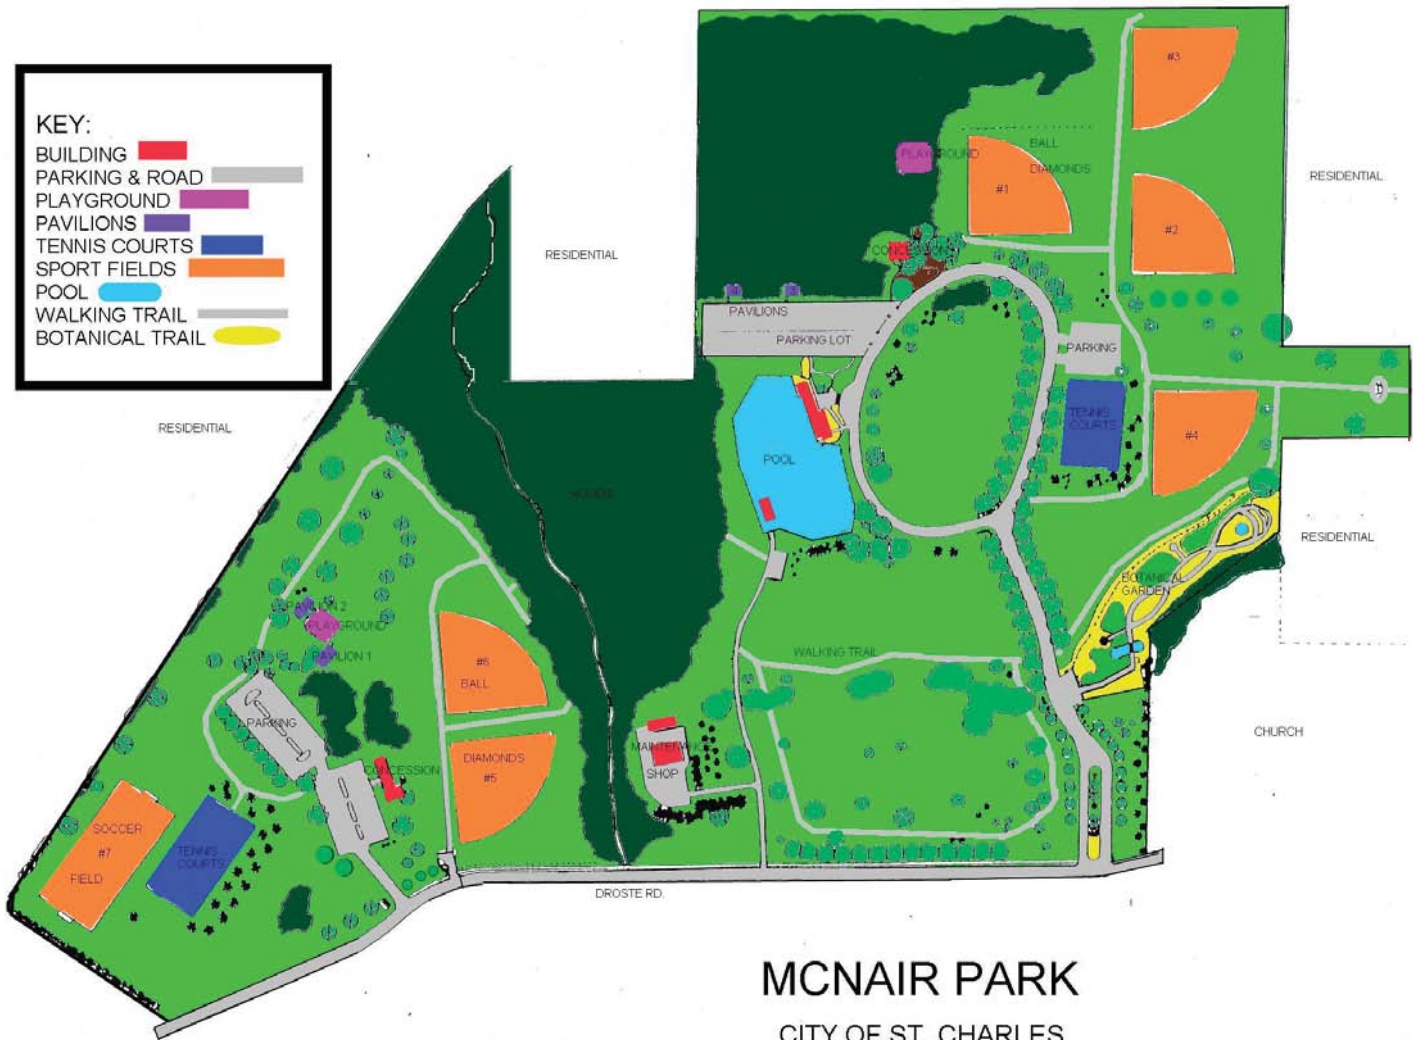 KEY:
BUILDING
PARKING & ROAD
PLAYGROUND
PAVILIONS
TENNIS COURTS
SPORT FIELDS
POOL
WALKING TRAIL
BOTANICAL TRAIL
#3
BALL
DIAMONDS
PLAYGROUND
#1
#2
RESIDENTIAL
RESIDENTIAL
CONCESSION
PAVILIONS
PARKING LOT
PARKING
TENNIS
COURTS
#4
RESIDENTIAL
POOL
WOODS
RESIDENTIAL
BOTANICAL
GARDEN
PAVILION 2
PLAYGROUND
PAVILION 1
WALKING TRAIL
#6
BALL
PARKING
CHURCH
MAINTENANCE
SHOP
DIAMONDS
#5
CONCESSION
SOCCER
#7
FIELD
TENNIS
COURTS
DROSTE RD.
MCNAIR PARK
CITY OF ST. CHARLES